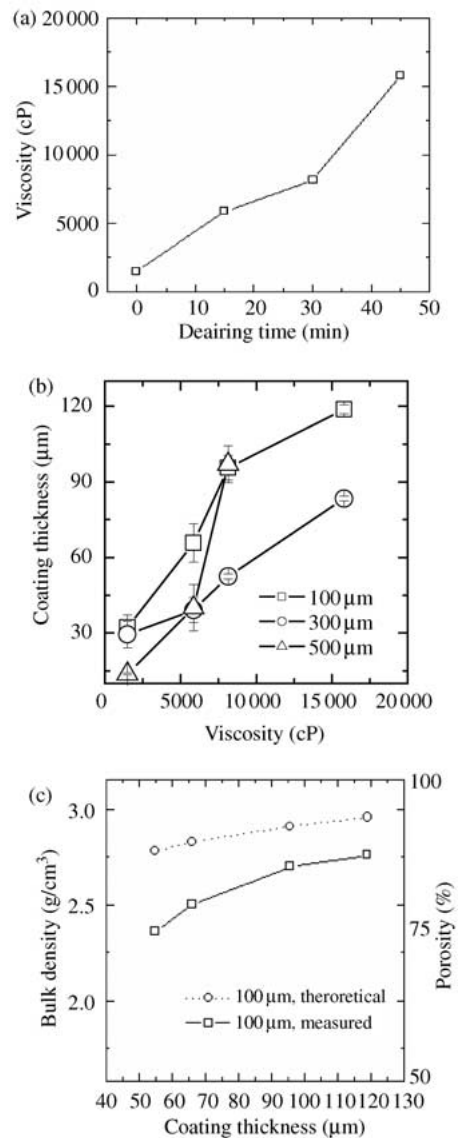 (a)
20 000
15 000
10 000
5000
0
Viscosity (cP)
0 10 20 30 40 50
Deairing time (min)
(b)
120
90
60
30
Coating thickness (μm)
100 μm
300 μm
500 μm
0 5000 10 000 15 000 20 000
Viscosity (cP)
(c)
3.0
2.5
2.0
Bulk density (g/cm³)
100
75
50
Porosity (%)
100 μm, theroretical
100 μm, measured
40 50 60 70 80 90 100 110 120 130
Coating thickness (μm)